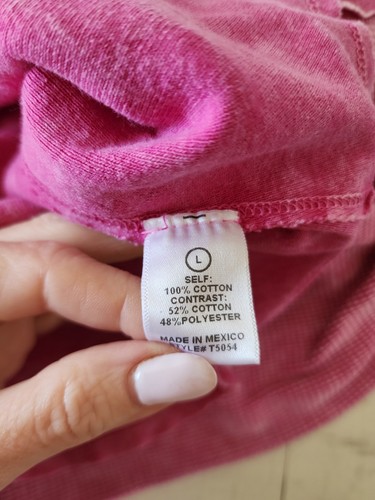 L
SELF:
100% COTTON
CONTRAST:
52% COTTON
48%POLYESTER
MADE IN MEXICO
STYLE# T5054